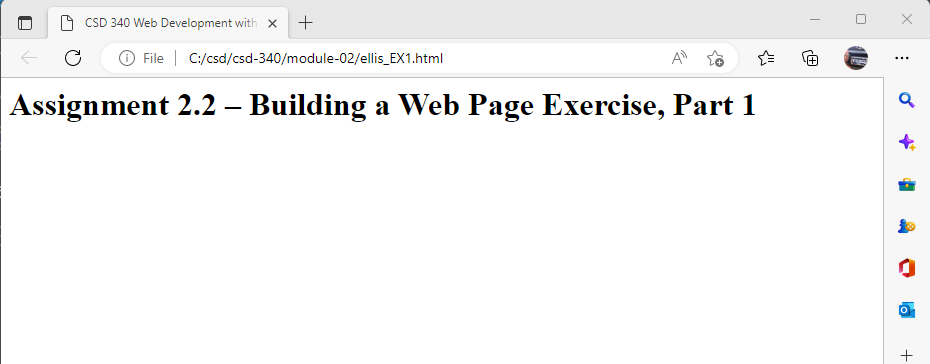 CSD 340 Web Development with
File
C:/csd/csd-340/module-02/ellis_EX1.html
Assignment 2.2 – Building a Web Page Exercise, Part 1